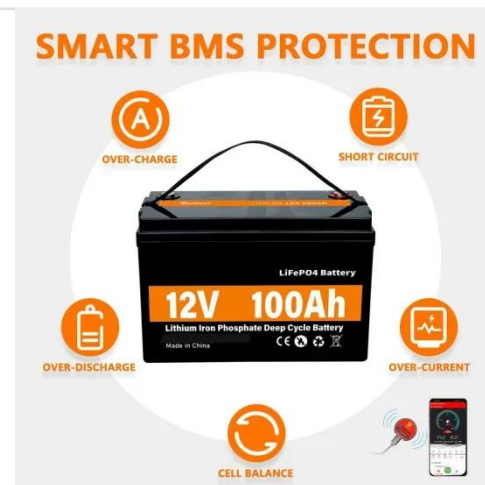 SMART BMS PROTECTION
A
OVER-CHARGE
SHORT CIRCUIT
LiFePO4 Battery
12V 100Ah
Lithium Iron Phosphate Deep Cycle Battery
Made in China
CE
OVER-DISCHARGE
OVER-CURRENT
CELL BALANCE